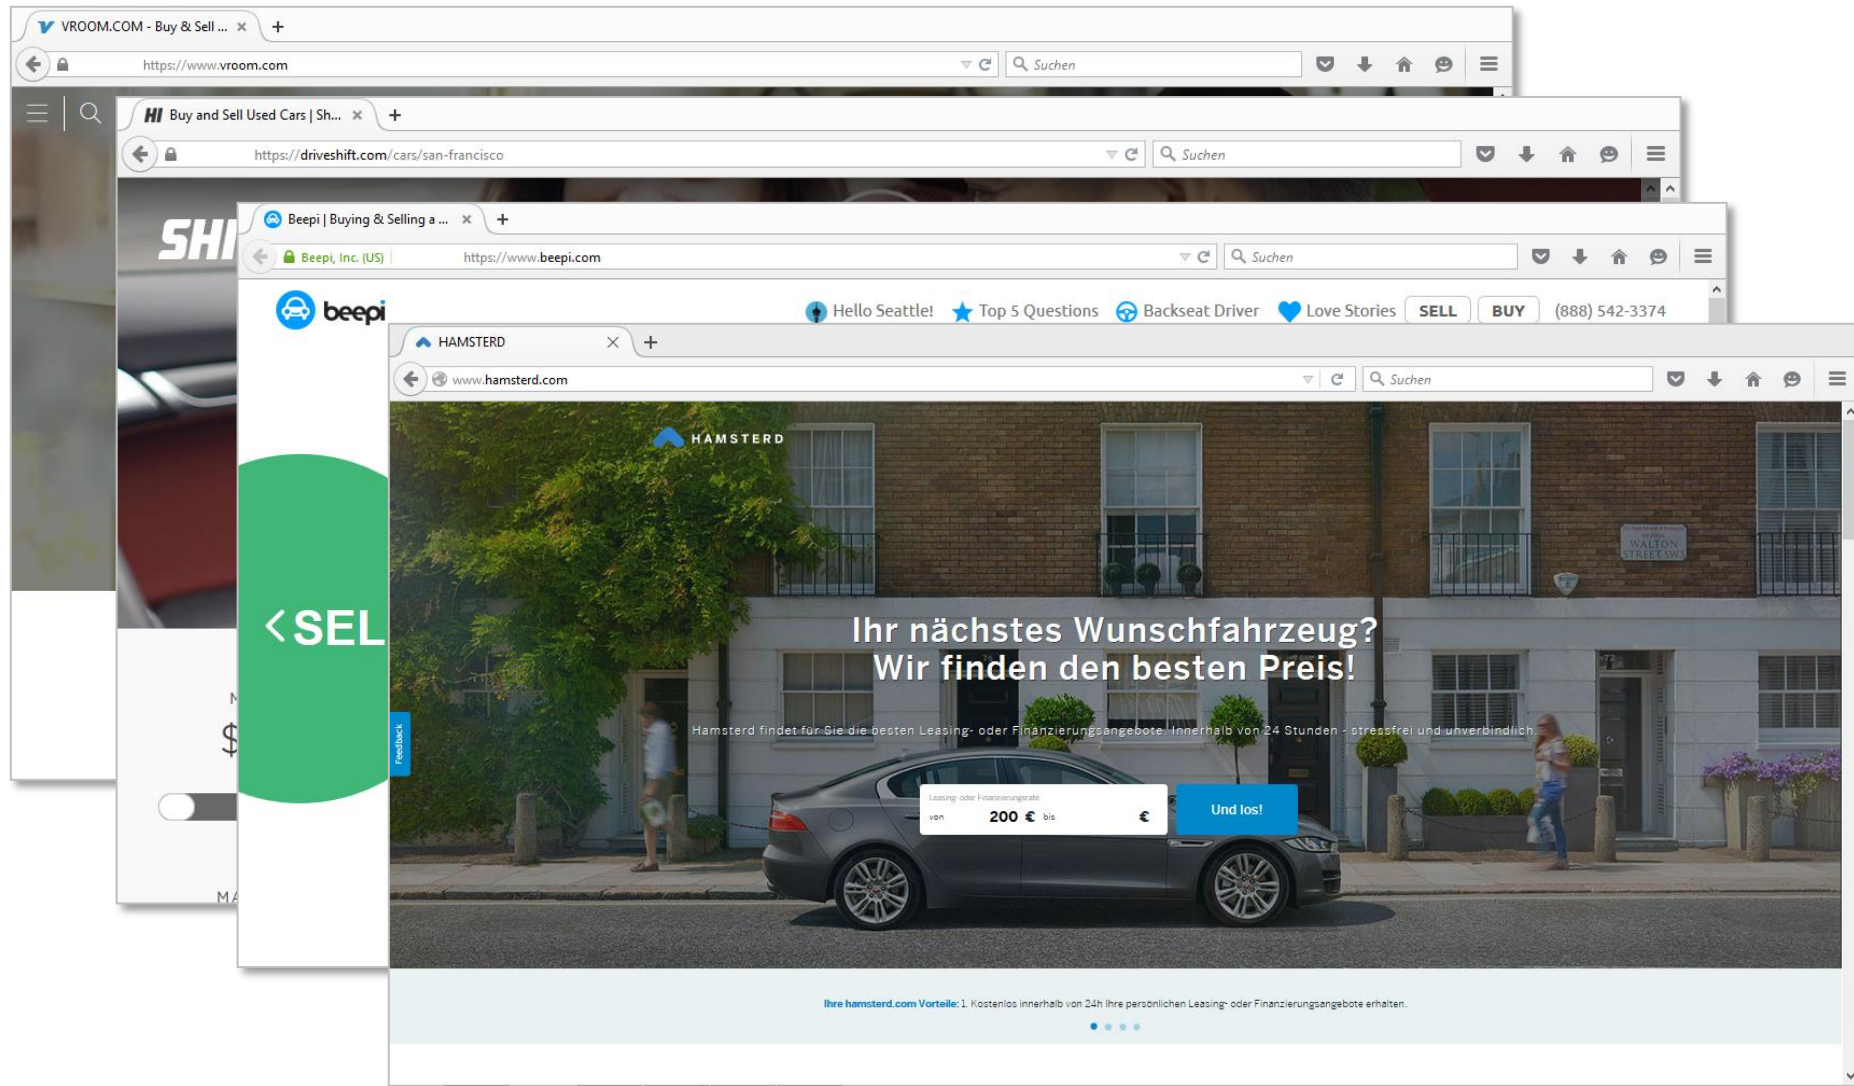 VROOM.COM - Buy & Sell ...
https://www.vroom.com
Suchen
HI Buy and Sell Used Cars | Sh...
https://driveshift.com/cars/san-francisco
Suchen
SHI
Beepi | Buying & Selling a ...
Beepi, Inc. (US)
https://www.beepi.com
Suchen
beepi
Hello Seattle! Top 5 Questions Backseat Driver Love Stories SELL BUY (888) 542-3374
HAMSTERD
www.hamsterd.com
Suchen
HAMSTERD
WALTON
STREET SW3
<SEL
Ihr nächstes Wunschfahrzeug?
Wir finden den besten Preis!
$
Feedback
Hamsterd findet für Sie die besten Leasing- oder Finanzierungsangebote. Innerhalb von 24 Stunden - stressfrei und unverbindlich.
Leasing- oder Finanzierungsrate
von 200 € bis €
Und los!
MA
Ihre hamsterd.com Vorteile: 1. Kostenlos innerhalb von 24h Ihre persönlichen Leasing- oder Finanzierungsangebote erhalten.